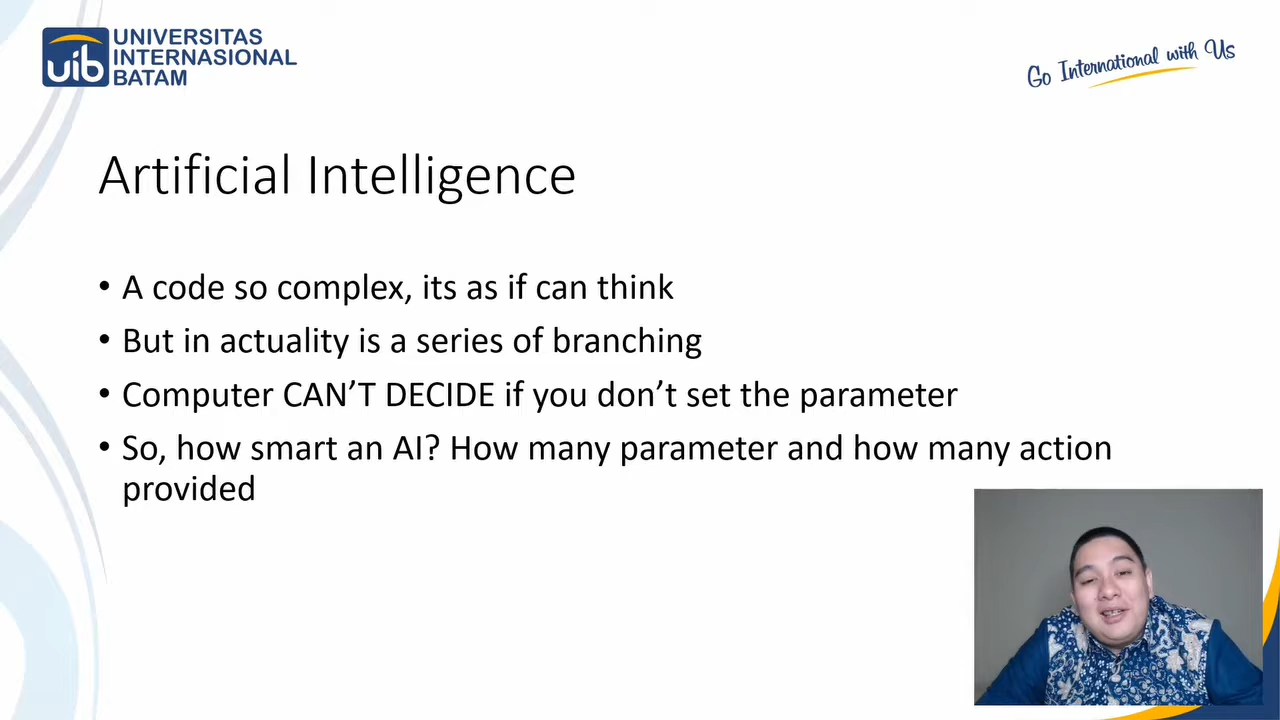 uib
UNIVERSITAS
INTERNASIONAL
BATAM
Go International with Us
Artificial Intelligence
• A code so complex, its as if can think
• But in actuality is a series of branching
• Computer CAN’T DECIDE if you don’t set the parameter
• So, how smart an AI? How many parameter and how many action
provided